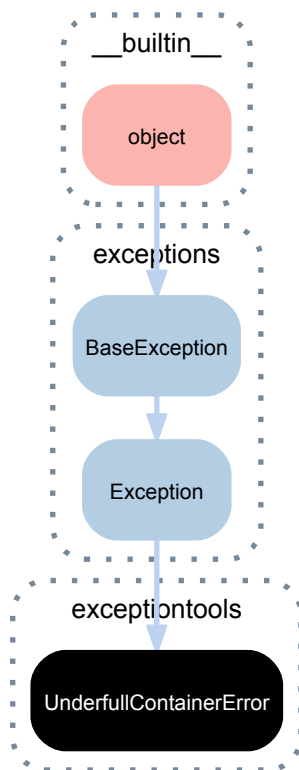 __builtin__
object
exceptions
BaseException
Exception
exceptiontools
UnderfullContainerError